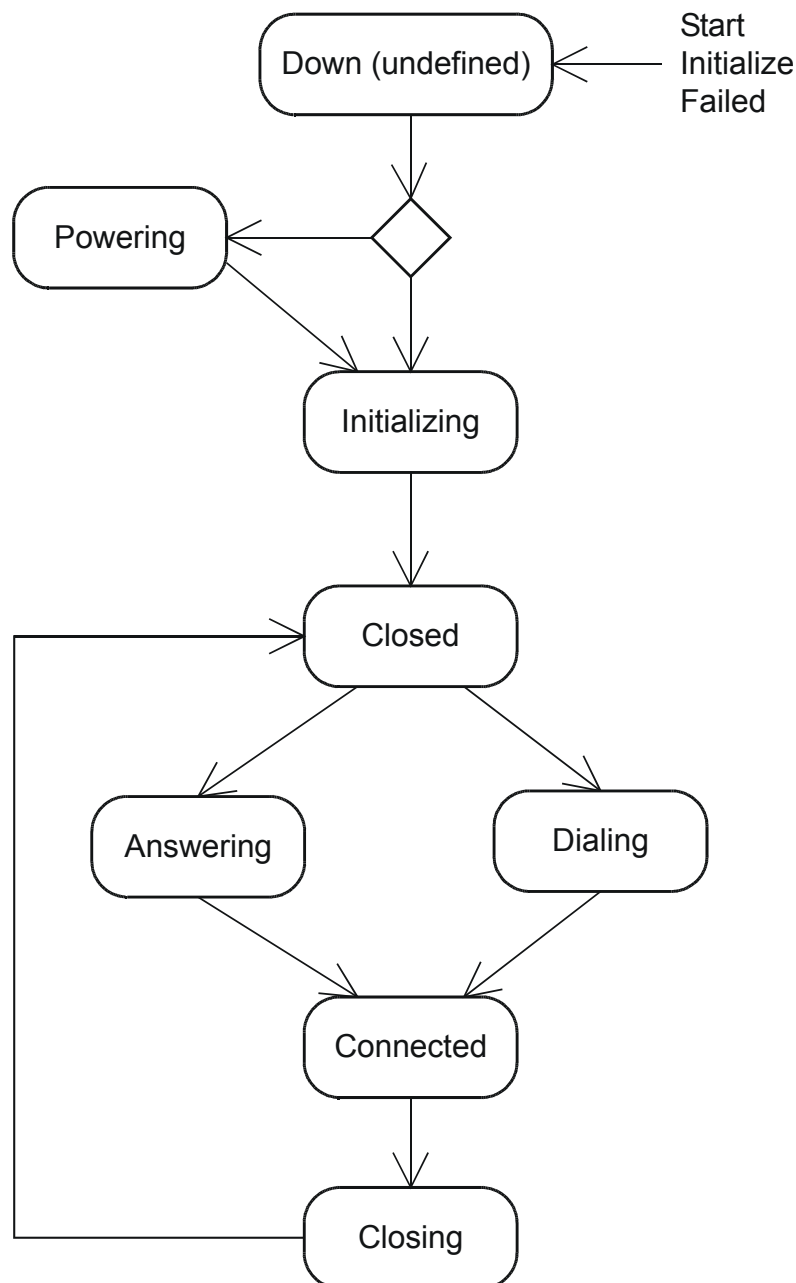 Down (undefined)
Start
Initialize
Failed
Powering
Initializing
Closed
Answering
Dialing
Connected
Closing